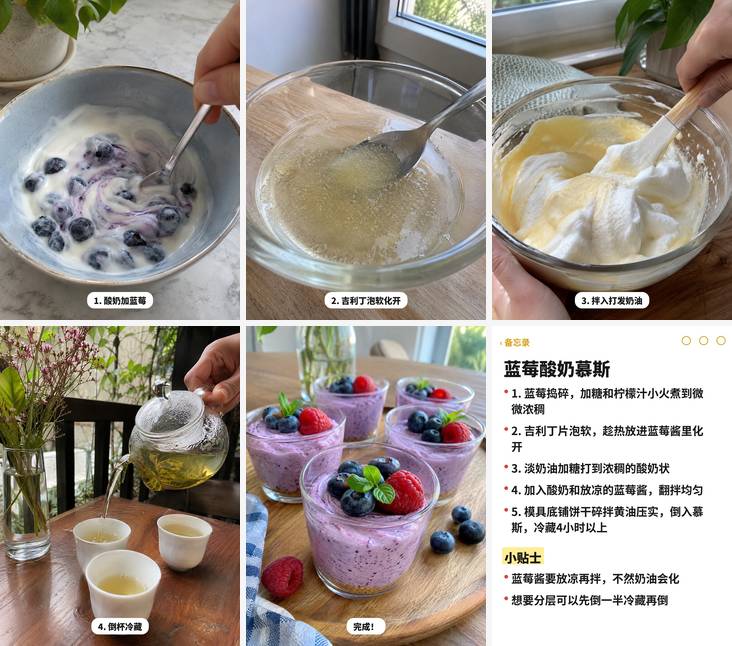 1. 酸奶加蓝莓
2. 吉利丁泡软化开
3. 拌入打发奶油
4. 倒杯冷藏
完成！
‹ 备忘录
蓝莓酸奶慕斯
1. 蓝莓捣碎，加糖和柠檬汁小火煮到微
微浓稠
2. 吉利丁片泡软，趁热放进蓝莓酱里化
开
3. 淡奶油加糖打到浓稠的酸奶状
4. 加入酸奶和放凉的蓝莓酱，翻拌均匀
5. 模具底铺饼干碎拌黄油压实，倒入慕
斯，冷藏4小时以上
小贴士
蓝莓酱要放凉再拌，不然奶油会化
想要分层可以先倒一半冷藏再倒